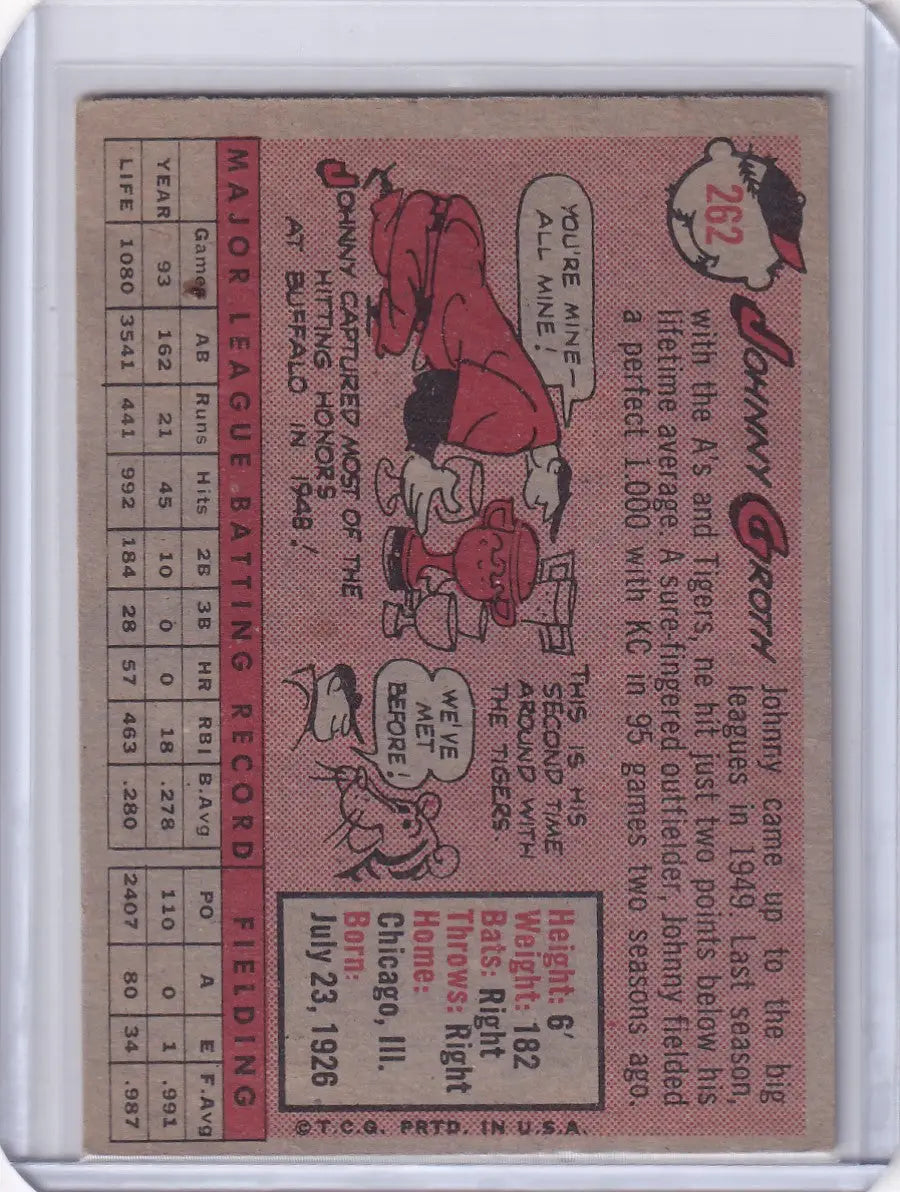 262
JOHNNY GROTH
Johnny came up to the big
leagues in 1949. Last season,
with the A's and Tigers, he hit just two points below his
lifetime average. A sure-fingered outfielder, Johnny fielded
a perfect 1.000 with KC in 95 games two seasons ago.
YOU'RE MINE—
ALL MINE!
JOHNNY CAPTURED MOST OF THE
HITTING HONORS
AT BUFFALO IN 1948!
THIS IS HIS
SECOND TIME
AROUND WITH
THE TIGERS.
WE'VE
MET
BEFORE!
Height: 6'
Weight: 182
Bats: Right
Throws: Right
Home:
Chicago, Ill.
Born:
July 23, 1926
©T.C.G. PRTD. IN U.S.A.
MAJOR LEAGUE BATTING RECORD FIELDING
Games AB Runs Hits 2B 3B HR RBI B.Avg PO A E F.Avg
YEAR 93 162 21 45 10 0 0 18 .278 110 0 1 .991
LIFE 1080 3541 441 992 184 28 57 463 .280 2407 80 34 .987